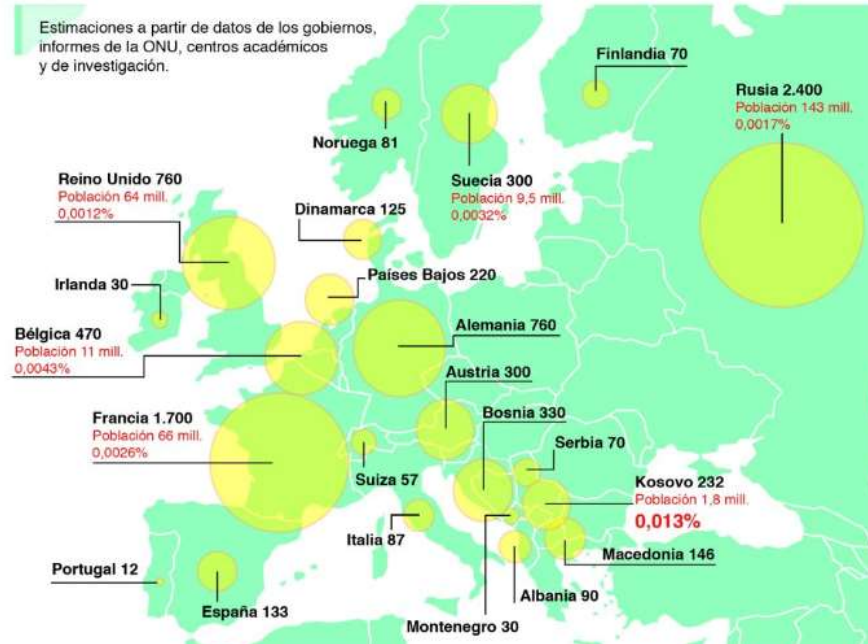 Estimaciones a partir de datos de los gobiernos,
informes de la ONU, centros académicos
y de investigación.
Finlandia 70
Rusia 2.400
Población 143 mill.
0,0017%
Noruega 81
Suecia 300
Población 9,5 mill.
0,0032%
Reino Unido 760
Población 64 mill.
0,0012%
Dinamarca 125
Irlanda 30
Países Bajos 220
Bélgica 470
Población 11 mill.
0,0043%
Alemania 760
Austria 300
Francia 1.700
Población 66 mill.
0,0026%
Bosnia 330
Serbia 70
Suiza 57
Kosovo 232
Población 1,8 mill.
0,013%
Italia 87
Macedonia 146
Portugal 12
España 133
Albania 90
Montenegro 30